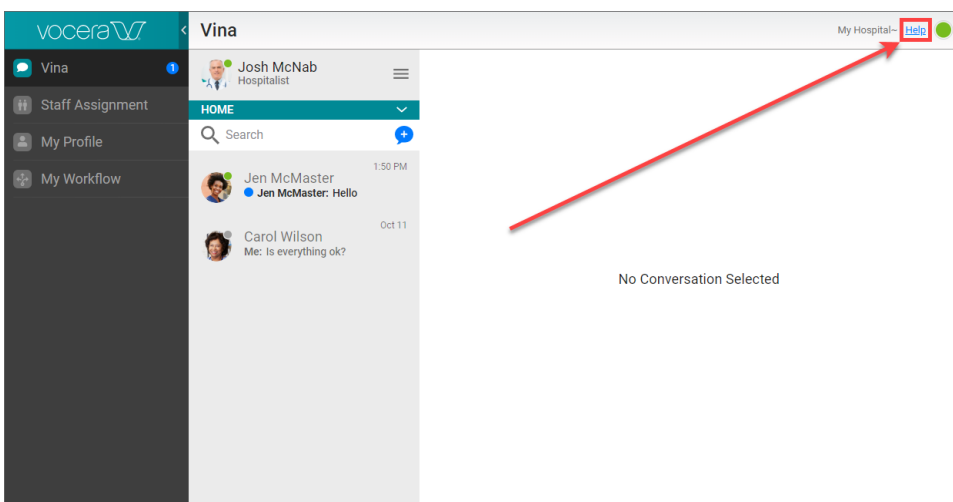 vocera
Vina
My Hospital~ Help
Vina 1
Staff Assignment
My Profile
My Workflow
Josh McNab
Hospitalist
HOME
Search
1:50 PM
Jen McMaster
Jen McMaster: Hello
Oct 11
Carol Wilson
Me: Is everything ok?
No Conversation Selected